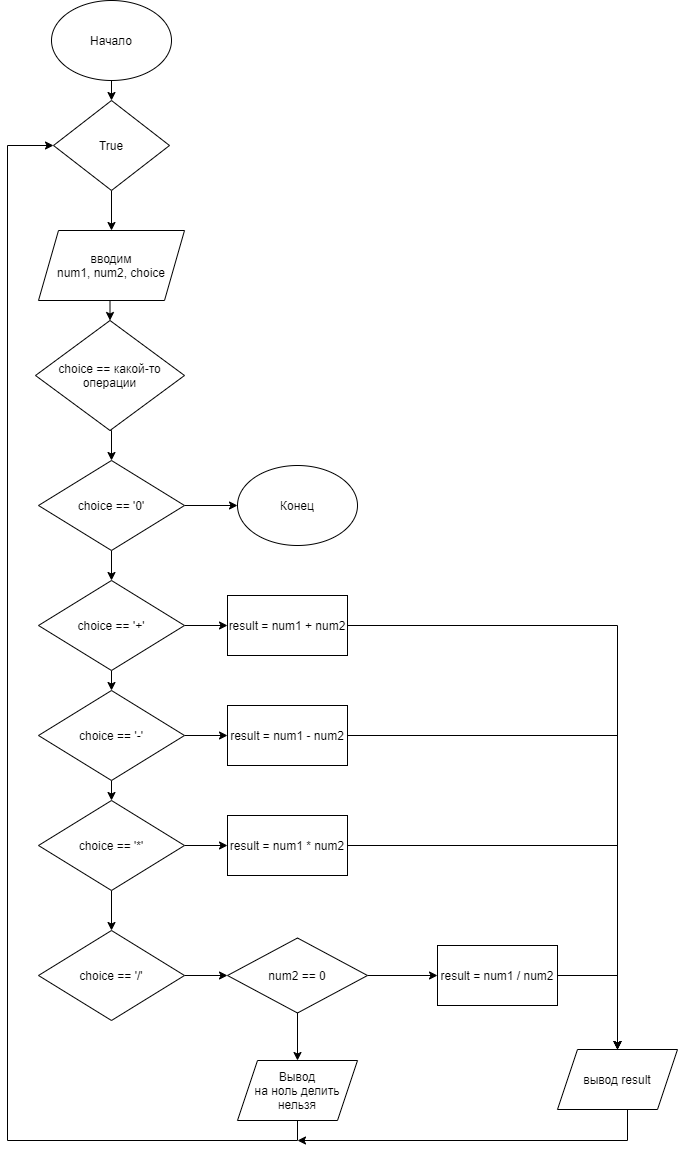 Начало
True
вводим
num1, num2, choice
choice == какой-то
операции
choice == '0'
Конец
choice == '+'
result = num1 + num2
choice == '-'
result = num1 - num2
choice == '*'
result = num1 * num2
choice == '/'
num2 == 0
result = num1 / num2
Вывод
на ноль делить
нельзя
вывод result